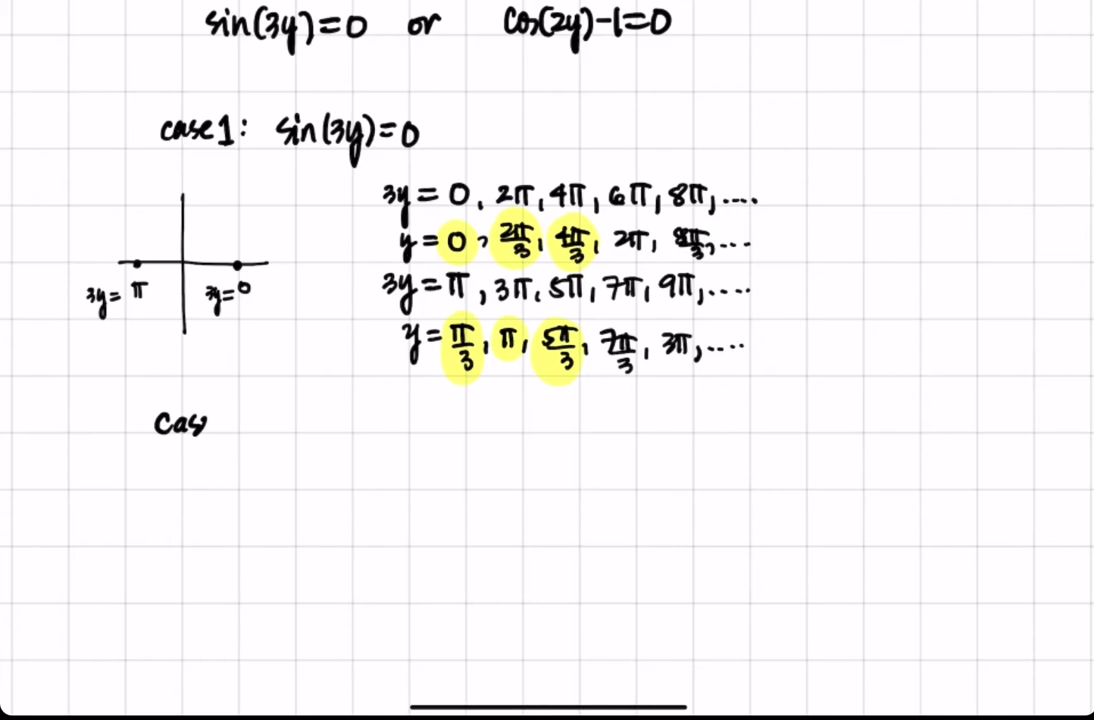 sin(3y)=0 or cos(2y)-1=0
case1: sin(3y)=0
3y = 0, 2π, 4π, 6π, 8π, ....
y = 0, 2π/3, 4π/3, 2π, 8π/3, ...
3y = π, 3π, 5π, 7π, 9π, ....
y = π/3, π, 5π/3, 7π/3, 3π, ....
3y= π 3y=0
Cas